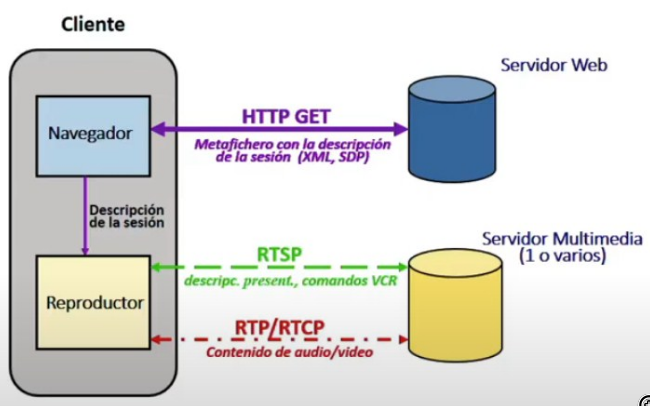 Cliente
Servidor Web
Navegador
HTTP GET
Metafichero con la descripción
de la sesión (XML, SDP)
Descripción
de la sesión
Servidor Multimedia
(1 o varios)
RTSP
descripc. present., comandos VCR
Reproductor
RTP/RTCP
Contenido de audio/video